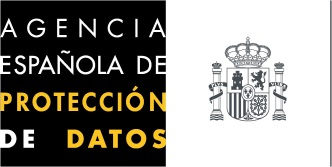 AGENCIA
ESPAÑOLA DE
PROTECCIÓN
DE DATOS